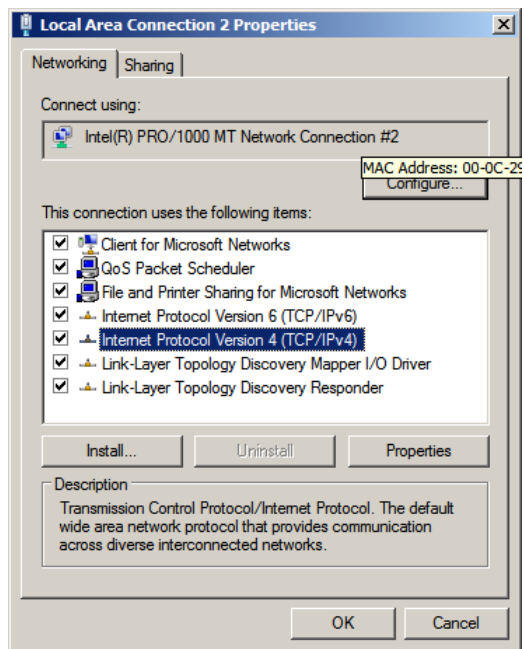 Local Area Connection 2 Properties
Networking
Sharing
Connect using:
Intel(R) PRO/1000 MT Network Connection #2
MAC Address: 00-0C-29
Configure...
This connection uses the following items:
Client for Microsoft Networks
QoS Packet Scheduler
File and Printer Sharing for Microsoft Networks
Internet Protocol Version 6 (TCP/IPv6)
Internet Protocol Version 4 (TCP/IPv4)
Link-Layer Topology Discovery Mapper I/O Driver
Link-Layer Topology Discovery Responder
Install...
Uninstall
Properties
Description
Transmission Control Protocol/Internet Protocol. The default
wide area network protocol that provides communication
across diverse interconnected networks.
OK
Cancel